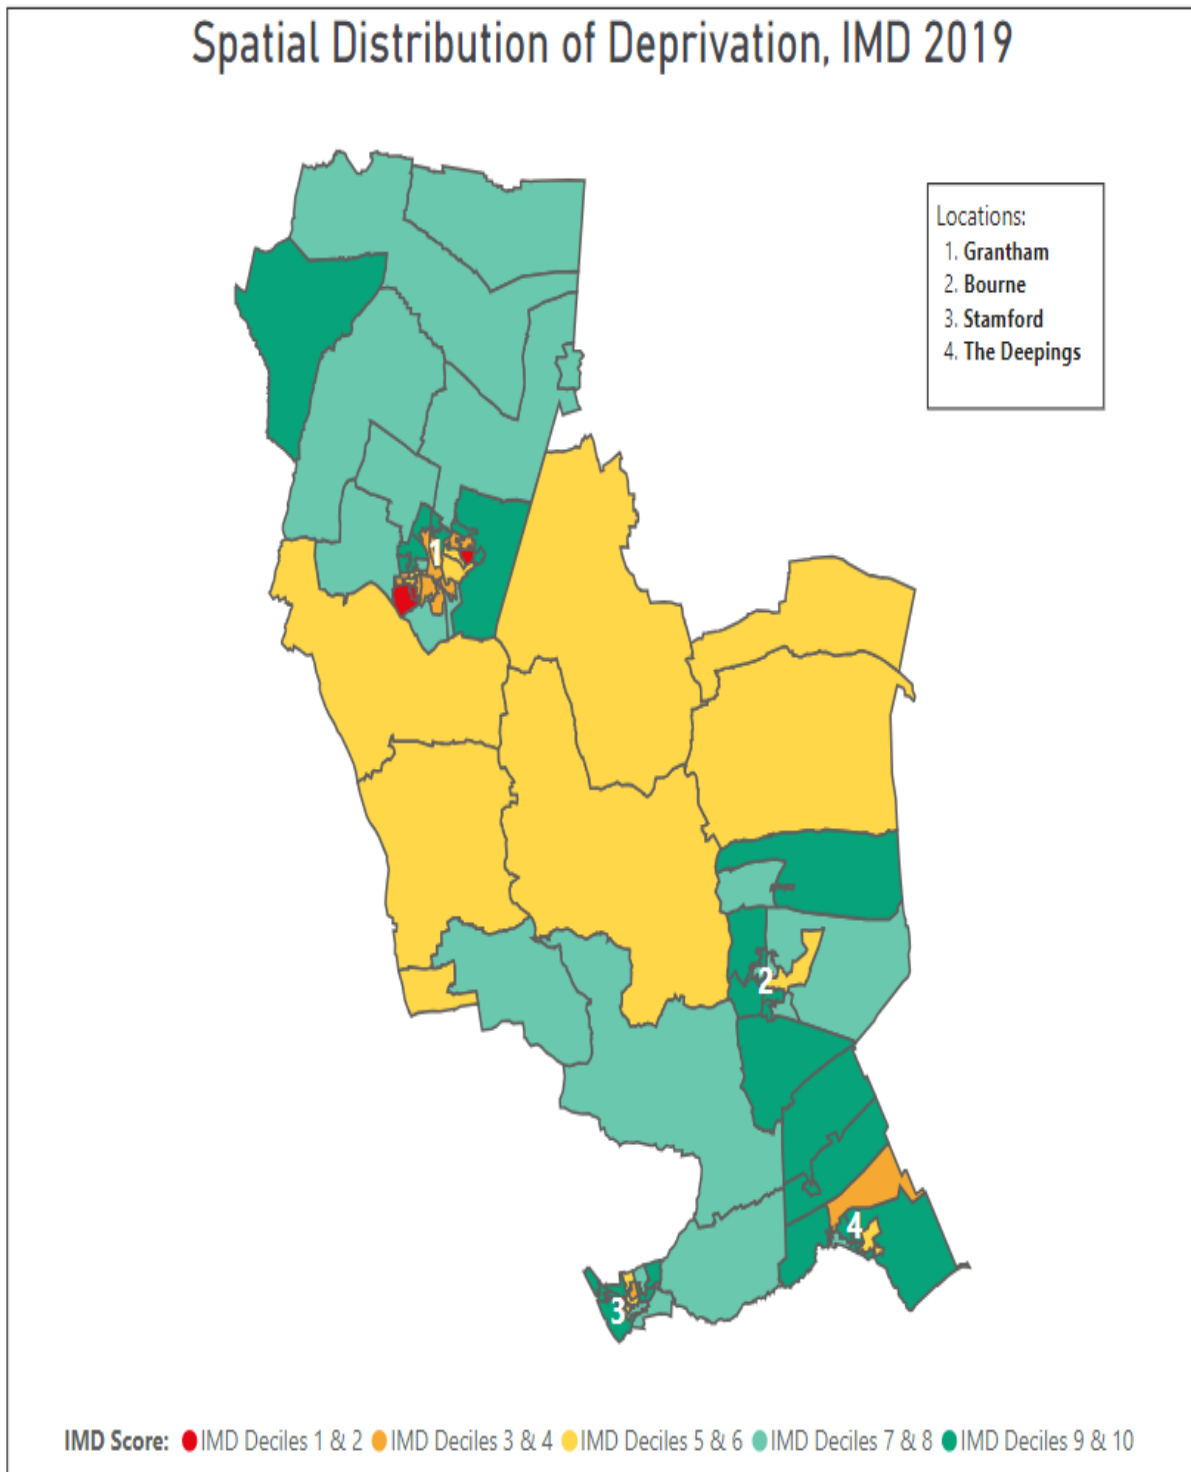 Spatial Distribution of Deprivation, IMD 2019
Locations:
1. Grantham
2. Bourne
3. Stamford
4. The Deepings
1
2
4
3
IMD Score: IMD Deciles 1 & 2 IMD Deciles 3 & 4 IMD Deciles 5 & 6 IMD Deciles 7 & 8 IMD Deciles 9 & 10